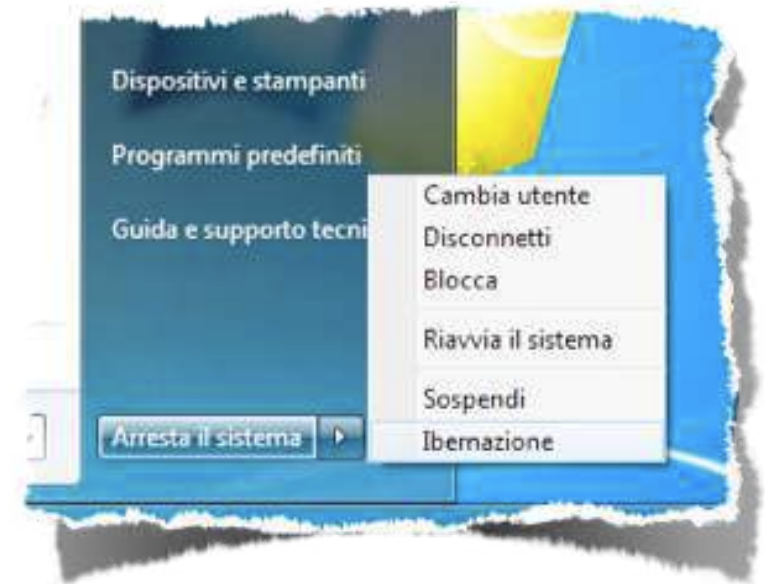 Dispositivi e stampanti
Programmi predefiniti
Guida e supporto tecni
Cambia utente
Disconnetti
Blocca
Riavvia il sistema
Sospendi
Ibernazione
Arresta il sistema